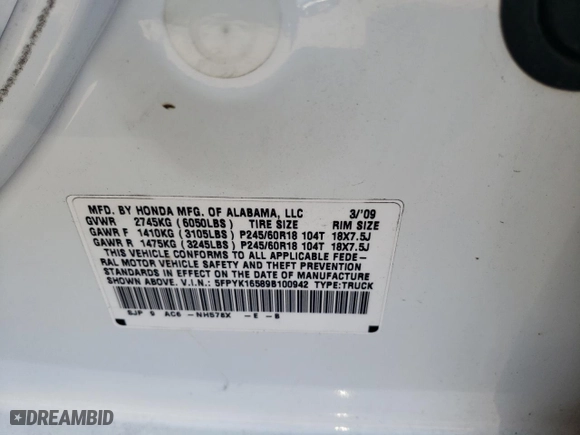 MFD. BY HONDA MFG. OF ALABAMA, LLC 3/'09
GVWR 2745KG (6050LBS) TIRE SIZE RIM SIZE
GAWR F 1410KG (3105LBS) P245/60R18 104T 18X7.5J
GAWR R 1475KG (3245LBS) P245/60R18 104T 18X7.5J
THIS VEHICLE CONFORMS TO ALL APPLICABLE FEDE-
RAL MOTOR VEHICLE SAFETY AND THEFT PREVENTION
STANDARDS IN EFFECT ON THE DATE OF MANUFACTURE
SHOWN ABOVE. V.I.N.: 5FPYK16589B100942 TYPE:TRUCK
SJP 9 AC6 -NH578X -E -B
DREAMBID